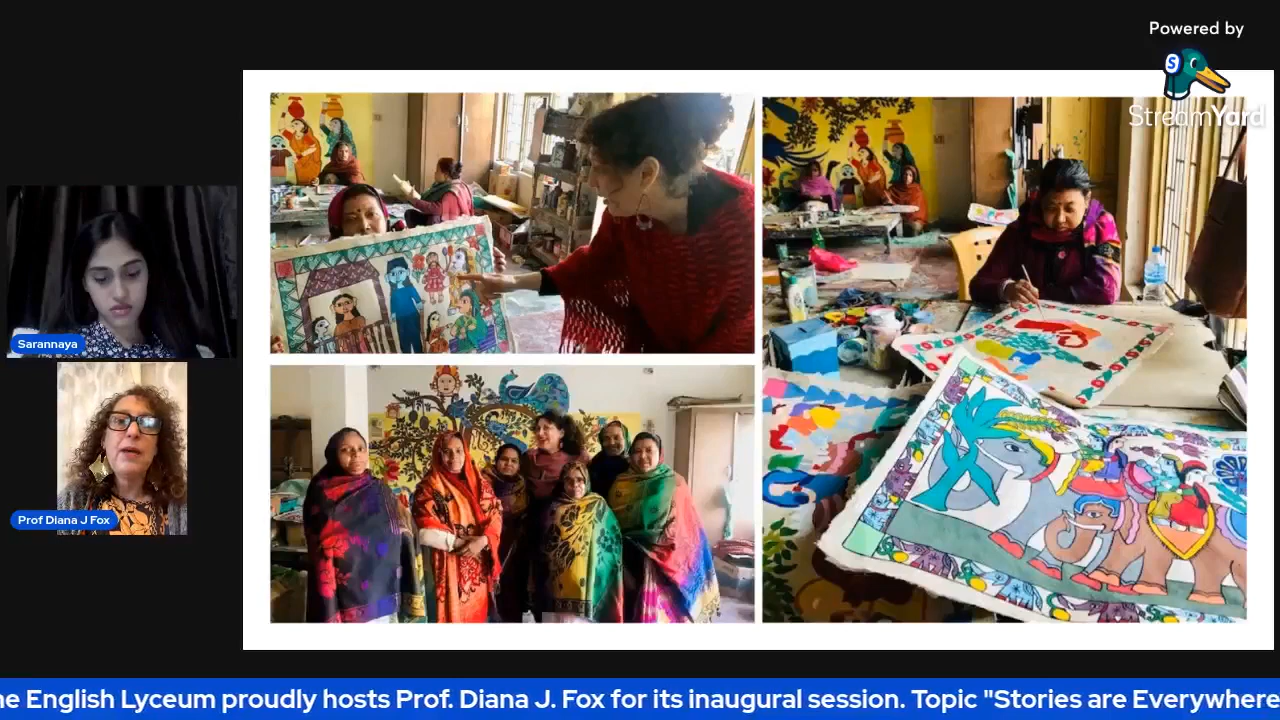 Powered by
StreamYard
Sarannaya
Prof Diana J Fox
he English Lyceum proudly hosts Prof. Diana J. Fox for its inaugural session. Topic "Stories are Everywhere